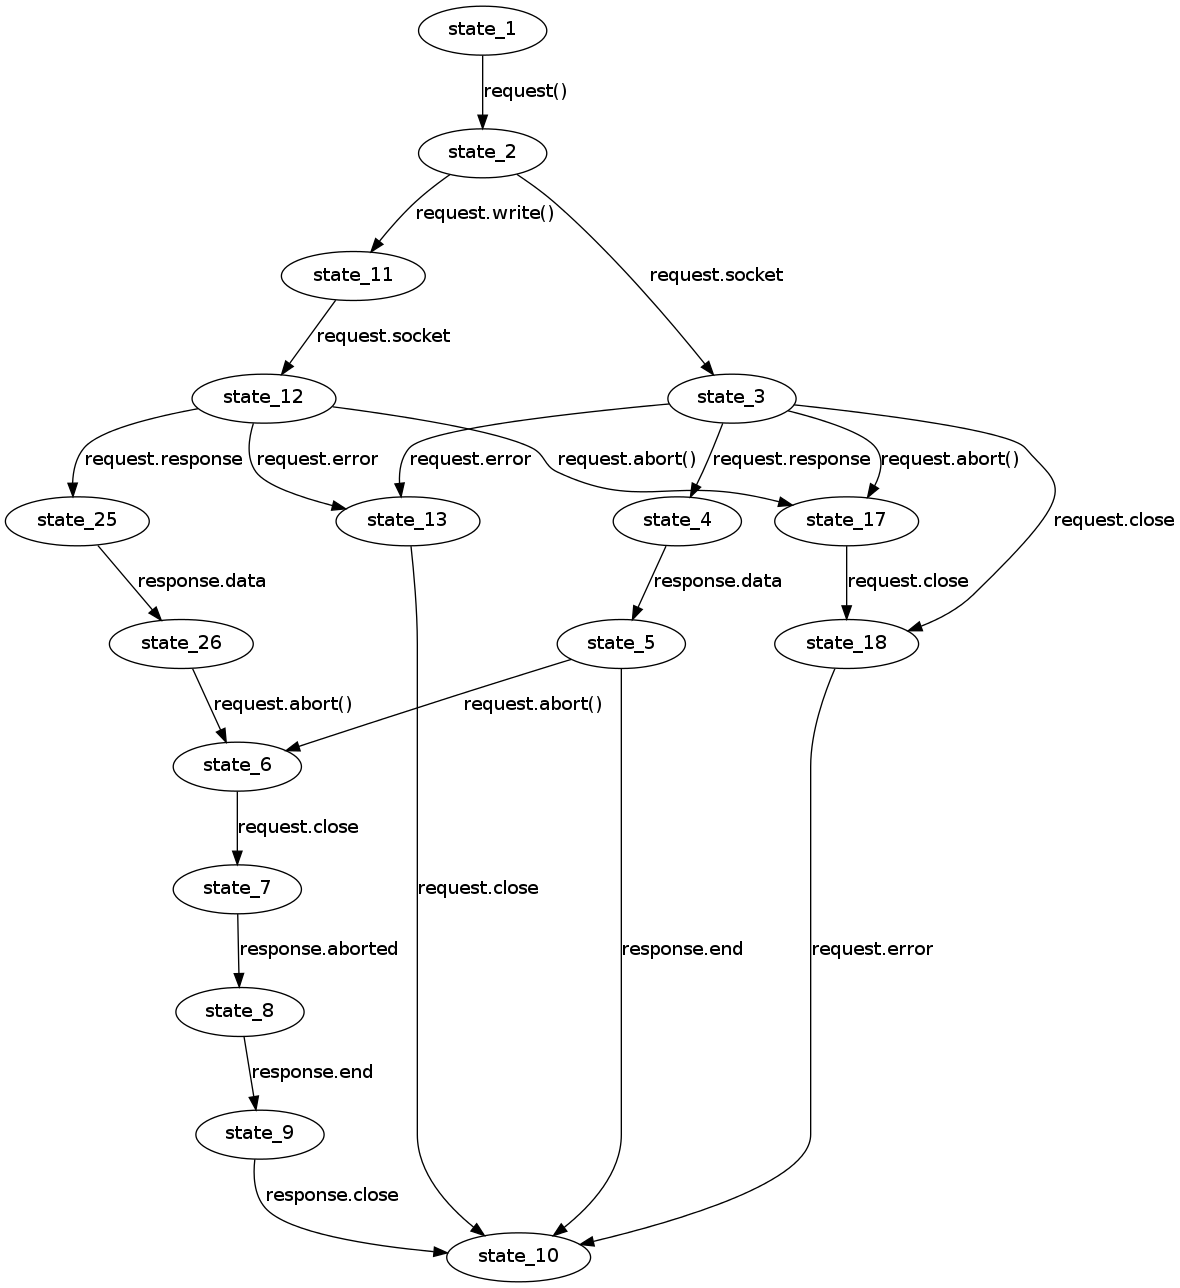 state_1
request()
state_2
request.write()
state_11
request.socket
request.socket
state_12
state_3
request.response
request.error
request.error
request.abort()
request.response
request.abort()
state_25
state_13
state_4
state_17
request.close
response.data
response.data
request.close
state_26
state_5
state_18
request.abort()
request.abort()
state_6
request.close
state_7
request.close
response.aborted
response.end
request.error
state_8
response.end
state_9
response.close
state_10